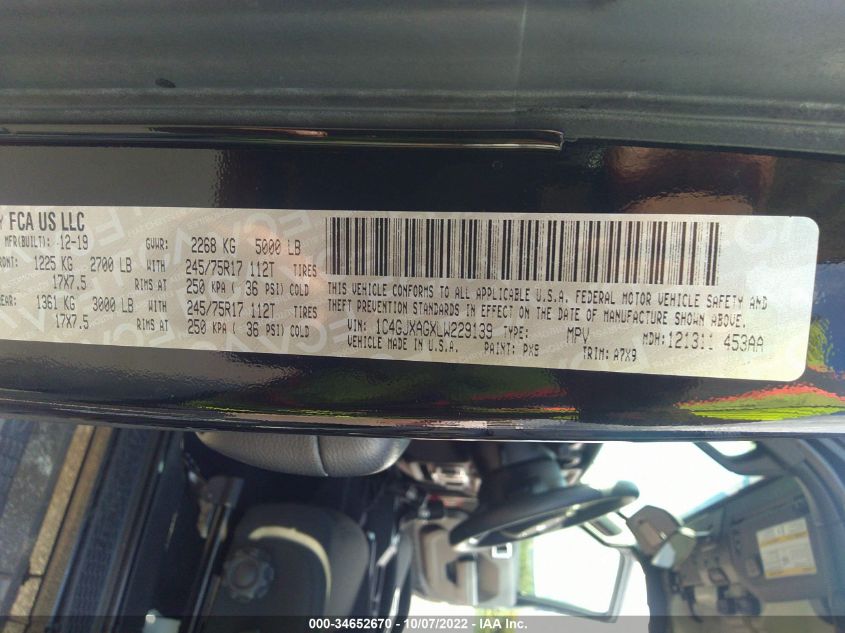 FCA US LLC
MFR(BUILT): 12-19 GVWR: 2268 KG 5000 LB
1225 KG 2700 LB WITH 245/75R17 112T TIRES
17X7.5 RIMS AT 250 KPA ( 36 PSI) COLD
1361 KG 3000 LB WITH 245/75R17 112T TIRES
17X7.5 RIMS AT 250 KPA ( 36 PSI) COLD
THIS VEHICLE CONFORMS TO ALL APPLICABLE U.S.A. FEDERAL MOTOR VEHICLE SAFETY AND
THEFT PREVENTION STANDARDS IN EFFECT ON THE DATE OF MANUFACTURE SHOWN ABOVE.
VIN: 1C4GJXAGXLW229139 TYPE: MPV MDH: 121311 453AA
VEHICLE MADE IN U.S.A. PAINT: PX8 TRIM: A7X9
000-34652670 - 10/07/2022 - IAA Inc.